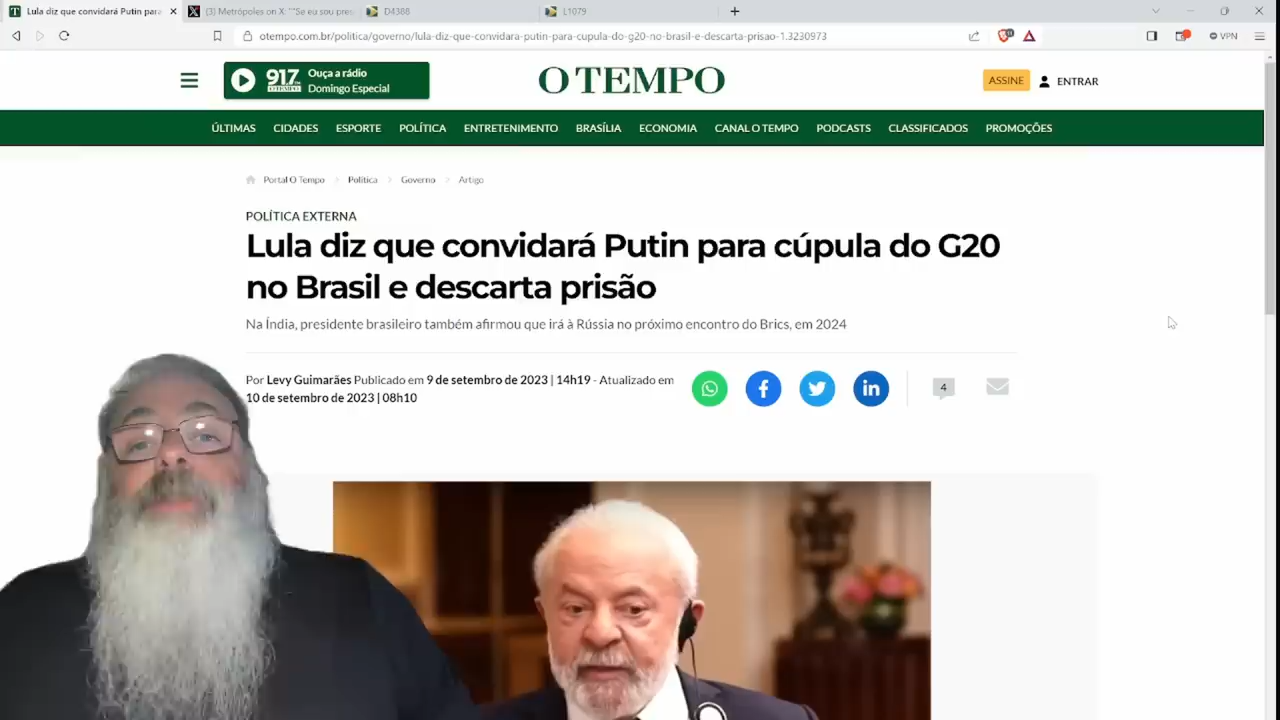 Lula diz que convidará Putin para
(3) Metrópoles on X: ""Se eu sou pres
D4388
L1079
otempo.com.br/politica/governo/lula-diz-que-convidara-putin-para-cupula-do-g20-no-brasil-e-descarta-prisao-1.3230973
VPN
917 FM
O TEMPO
Ouça a rádio
Domingo Especial
O TEMPO
ASSINE
ENTRAR
ÚLTIMAS CIDADES ESPORTE POLÍTICA ENTRETENIMENTO BRASÍLIA ECONOMIA CANAL O TEMPO PODCASTS CLASSIFICADOS PROMOÇÕES
Portal O Tempo Política Governo Artigo
POLÍTICA EXTERNA
Lula diz que convidará Putin para cúpula do G20
no Brasil e descarta prisão
Na Índia, presidente brasileiro também afirmou que irá à Rússia no próximo encontro do Brics, em 2024
Por Levy Guimarães Publicado em 9 de setembro de 2023 | 14h19 - Atualizado em
10 de setembro de 2023 | 08h10
4